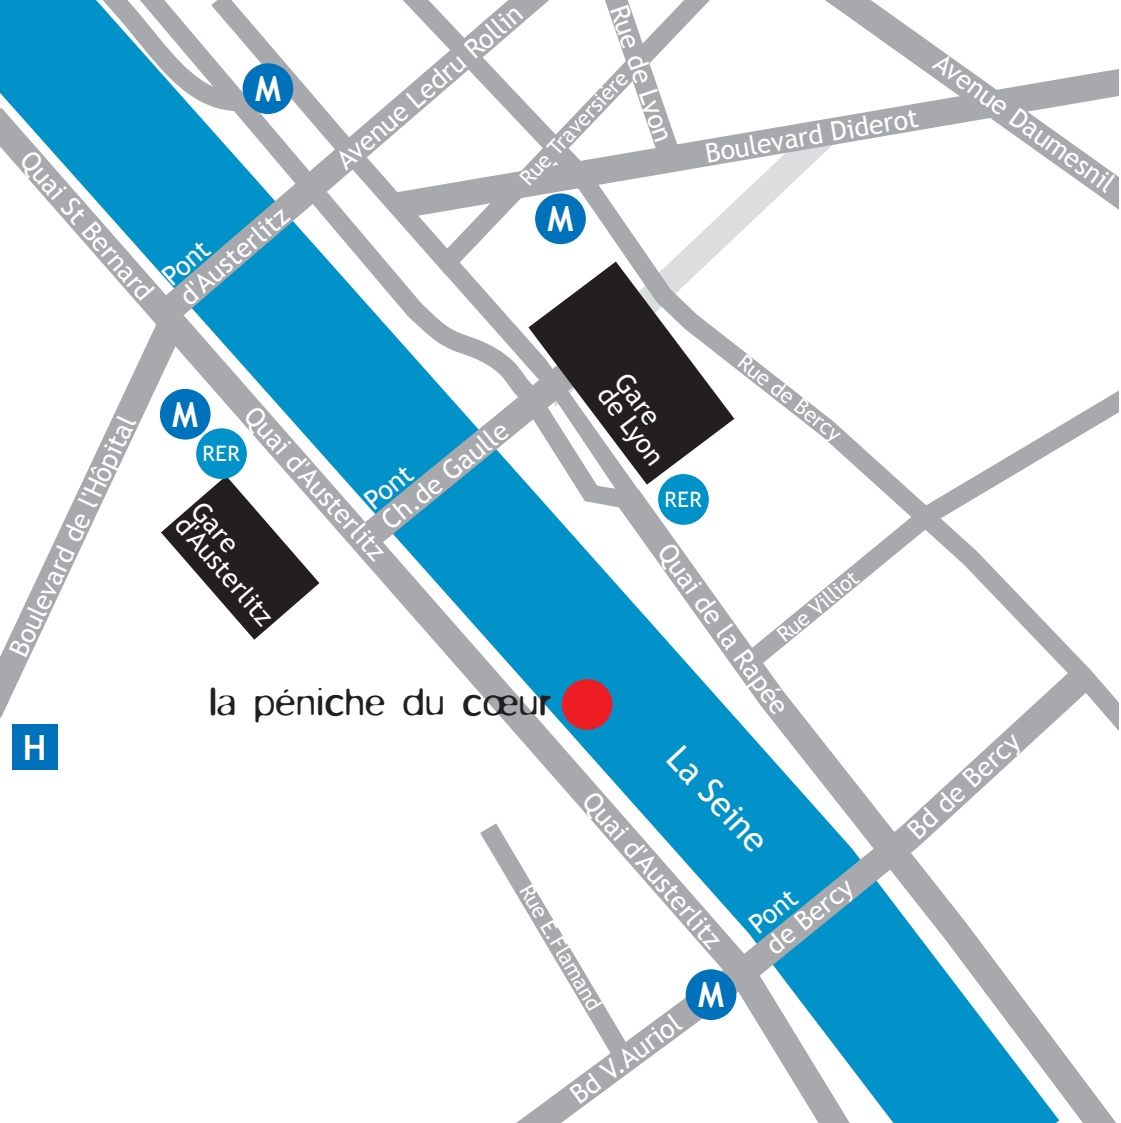 Rue de Lyon
Avenue Ledru Rollin
Avenue Daumesnil
M
Rue Traversière
Boulevard Diderot
Quai St Bernard
M
Pont
d'Austerlitz
Gare
de Lyon
Rue de Bercy
M
RER
Quai d'Austerlitz
Boulevard de l'Hôpital
Pont
Ch.de Gaulle
RER
Gare
d'Austerlitz
Quai de la Rapée
Rue Villiot
la péniche du cœur
H
La Seine
Bd de Bercy
Quai d'Austerlitz
Pont
de Bercy
Rue E.Flamand
M
Bd V.Auriol